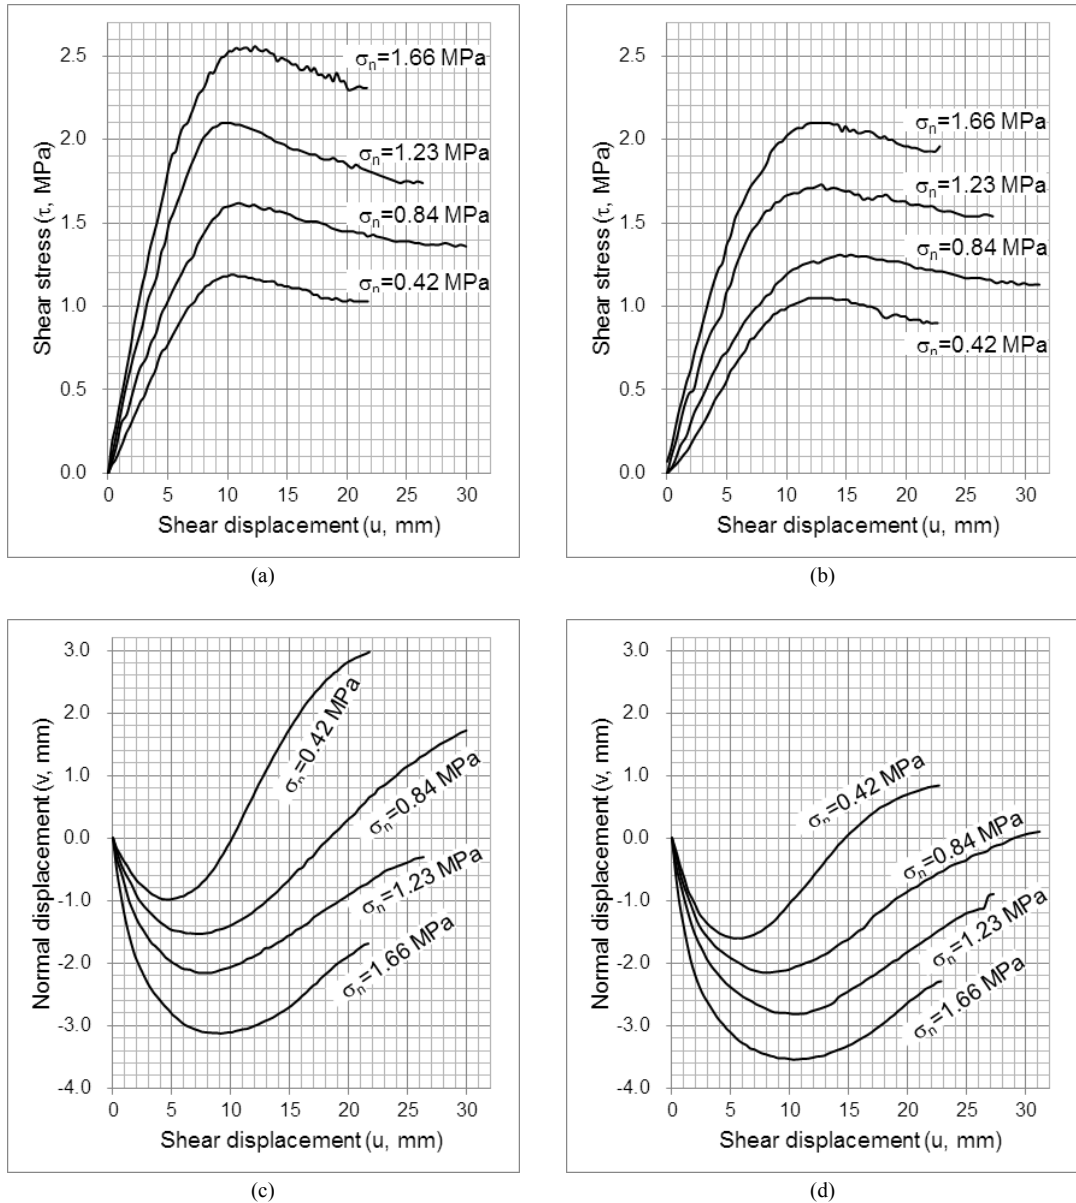 2.5
2.0
1.5
1.0
0.5
0.0
0 5 10 15 20 25 30
Shear stress (τ, MPa)
Shear displacement (u, mm)
σn=1.66 MPa
σn=1.23 MPa
σn=0.84 MPa
σn=0.42 MPa
(a)
2.5
2.0
1.5
1.0
0.5
0.0
0 5 10 15 20 25 30
Shear stress (τ, MPa)
Shear displacement (u, mm)
σn=1.66 MPa
σn=1.23 MPa
σn=0.84 MPa
σn=0.42 MPa
(b)
3.0
2.0
1.0
0.0
-1.0
-2.0
-3.0
-4.0
0 5 10 15 20 25 30
Normal displacement (v, mm)
Shear displacement (u, mm)
σn=0.42 MPa
σn=0.84 MPa
σn=1.23 MPa
σn=1.66 MPa
(c)
3.0
2.0
1.0
0.0
-1.0
-2.0
-3.0
-4.0
0 5 10 15 20 25 30
Normal displacement (v, mm)
Shear displacement (u, mm)
σn=0.42 MPa
σn=0.84 MPa
σn=1.23 MPa
σn=1.66 MPa
(d)